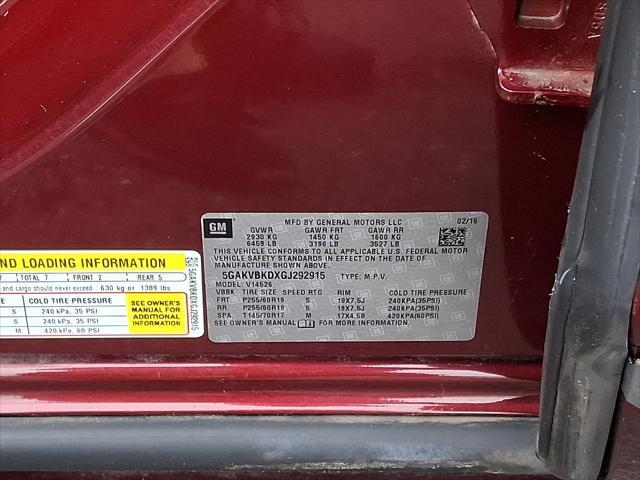 GM
MFD BY GENERAL MOTORS LLC 02/16
GVWR GAWR FRT GAWR RR
2930 KG 1450 KG 1600 KG
6459 LB 3196 LB 3527 LB
THIS VEHICLE CONFORMS TO ALL APPLICABLE U.S. FEDERAL MOTOR
VEHICLE SAFETY STANDARDS IN EFFECT ON THE DATE OF
MANUFACTURE SHOWN ABOVE.
5GAKVBKDXGJ292915 TYPE: M.P.V.
MODEL: V14526
VBBK TIRE SIZE SPEED RTG RIM COLD TIRE PRESSURE
FRT P255/60R19 S 19X7.5J 240KPA(35PSI)
RR P255/60R19 S 19X7.5J 240KPA(35PSI)
SPA T145/70R17 M 17X4.5B 420KPA(60PSI)
SEE OWNER'S MANUAL FOR MORE INFORMATION.
ND LOADING INFORMATION
TOTAL 7 FRONT 2 REAR 5
and cargo should never exceed 630 kg or 1389 lbs
COLD TIRE PRESSURE
S 240 kPa, 35 PSI
S 240 kPa, 35 PSI
M 420 kPa, 60 PSI
SEE OWNER'S
MANUAL FOR
ADDITIONAL
INFORMATION
5GAKVBKDXGJ292915